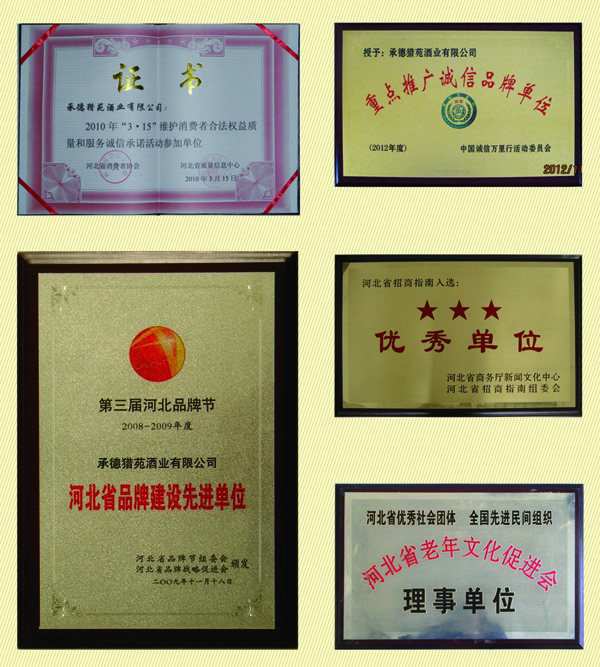 证书
承德猎苑酒业有限公司:
2010年“3·15”维护消费者合法权益质
量和服务诚信承诺活动参加单位
河北省消费者协会 河北省质量信息中心
2010年3月15日
授予:承德猎苑酒业有限公司
重点推广诚信品牌单位
(2012年度) 中国诚信万里行活动委员会
2012/1
第三届河北品牌节
2008-2009年度
承德猎苑酒业有限公司
河北省品牌建设先进单位
河北省品牌节组委会
河北省品牌战略促进会 颁发
二〇〇九年十一月十八日
河北省招商指南入选:
★★★
优秀单位
河北省商务厅新闻文化中心
河北省招商指南组委会
河北省优秀社会团体 全国先进民间组织
河北省老年文化促进会
理事单位